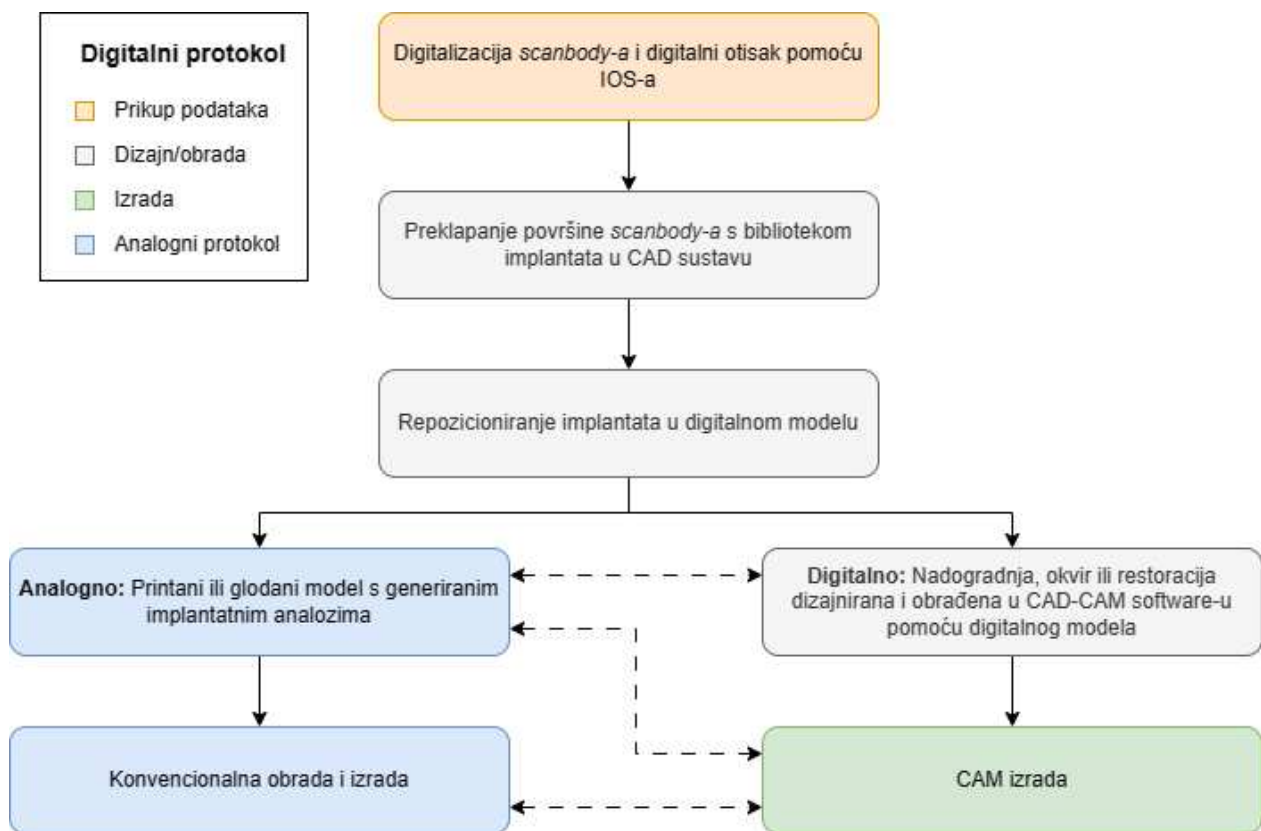 Digitalni protokol
Prikup podataka
Dizajn/obrada
Izrada
Analogni protokol
Digitalizacija scanbody-a i digitalni otisak pomoću
IOS-a
Preklapanje površine scanbody-a s bibliotekom
implantata u CAD sustavu
Repozicioniranje implantata u digitalnom modelu
Analogno: Printani ili glodani model s generiranim
implantatnim analozima
Digitalno: Nadogradnja, okvir ili restoracija
dizajnirana i obrađena u CAD-CAM software-u
pomoću digitalnog modela
Konvencionalna obrada i izrada
CAM izrada